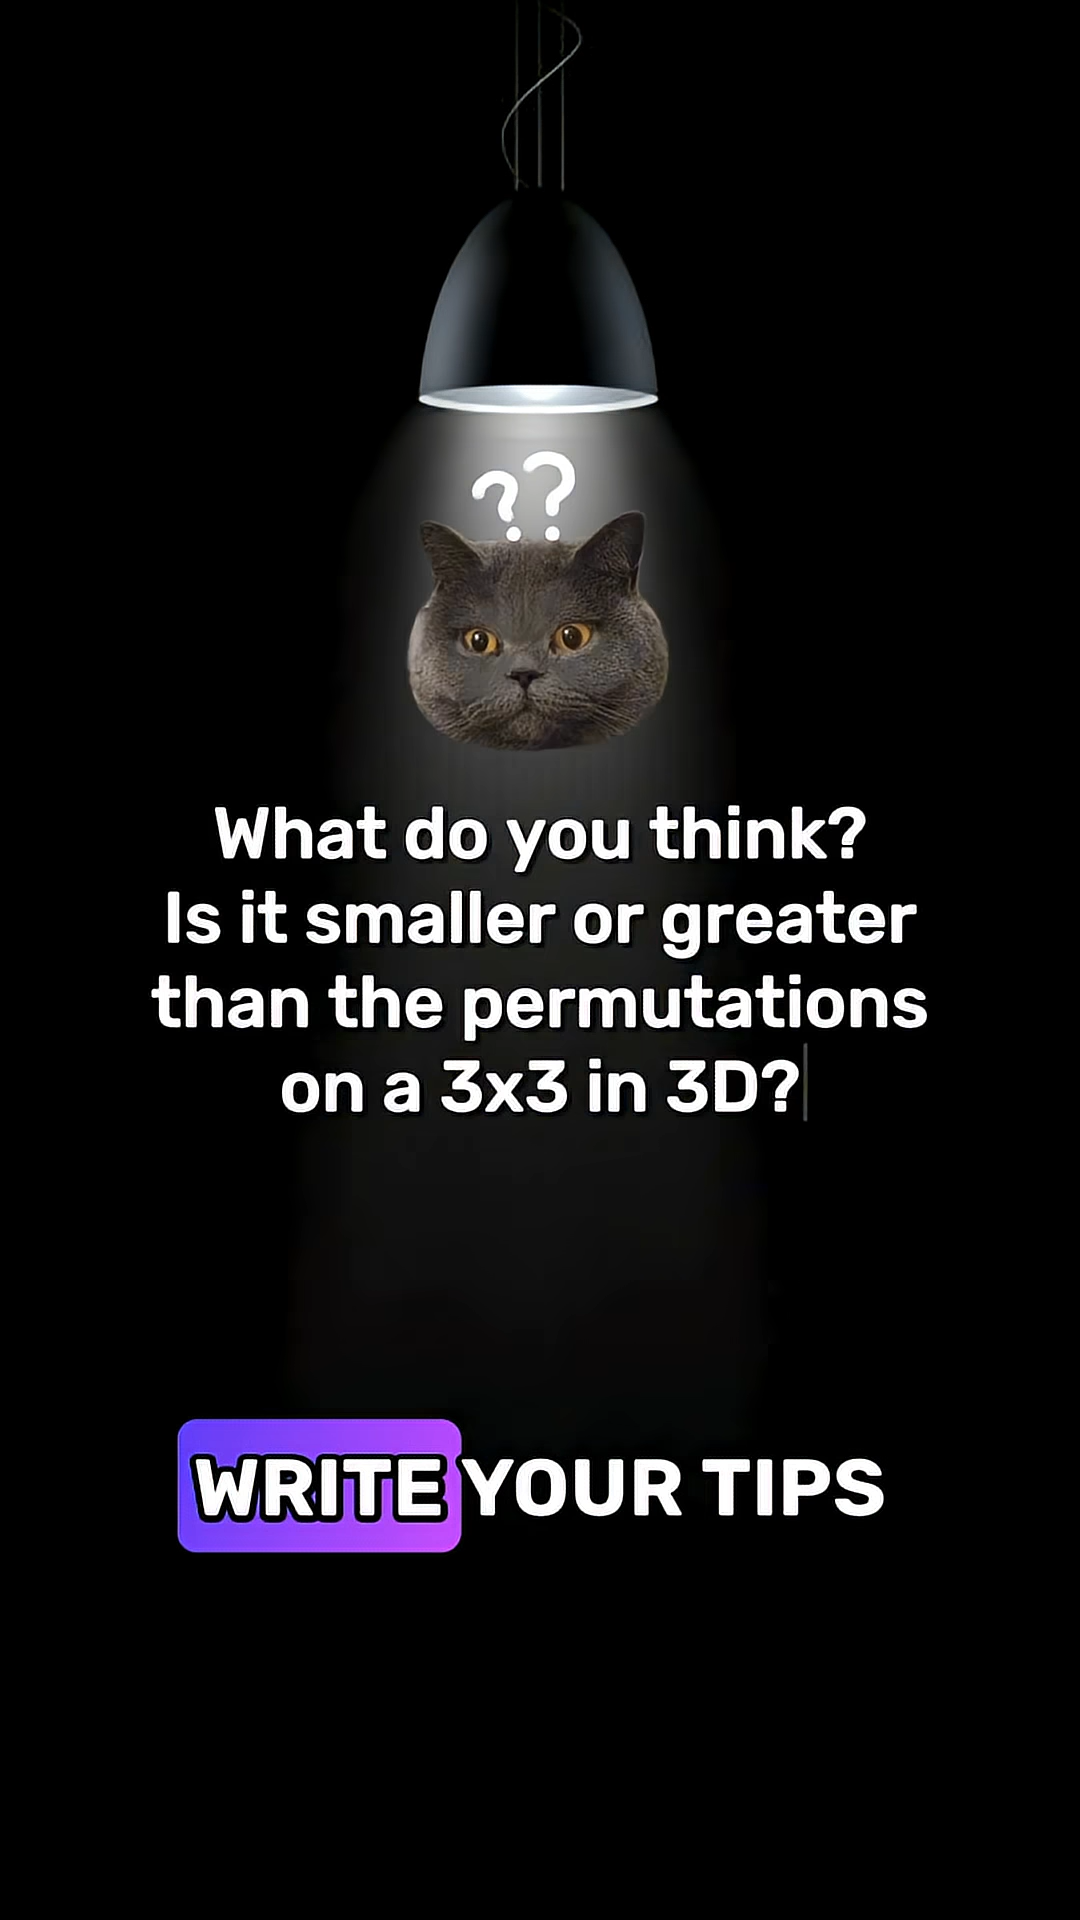 ??
What do you think?
Is it smaller or greater
than the permutations
on a 3x3 in 3D?
WRITE YOUR TIPS